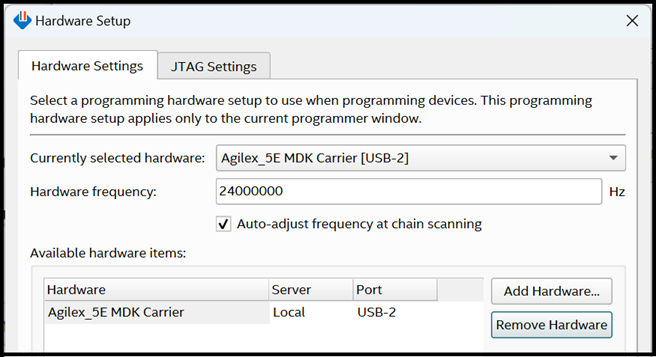 Hardware Setup
Hardware Settings
JTAG Settings
Select a programming hardware setup to use when programming devices. This programming
hardware setup applies only to the current programmer window.
Currently selected hardware:
Agilex_5E MDK Carrier [USB-2]
Hardware frequency:
24000000
Hz
Auto-adjust frequency at chain scanning
Available hardware items:
Hardware Server Port
Agilex_5E MDK Carrier Local USB-2
Add Hardware...
Remove Hardware